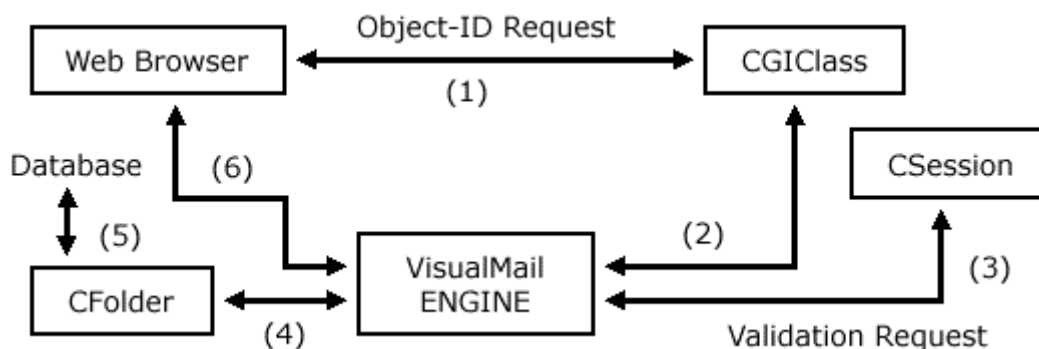 Object-ID Request
Web Browser
CGIClass
(1)
Database
(6)
CSession
(5)
(2)
(3)
VisualMail
ENGINE
CFolder
(4)
Validation Request